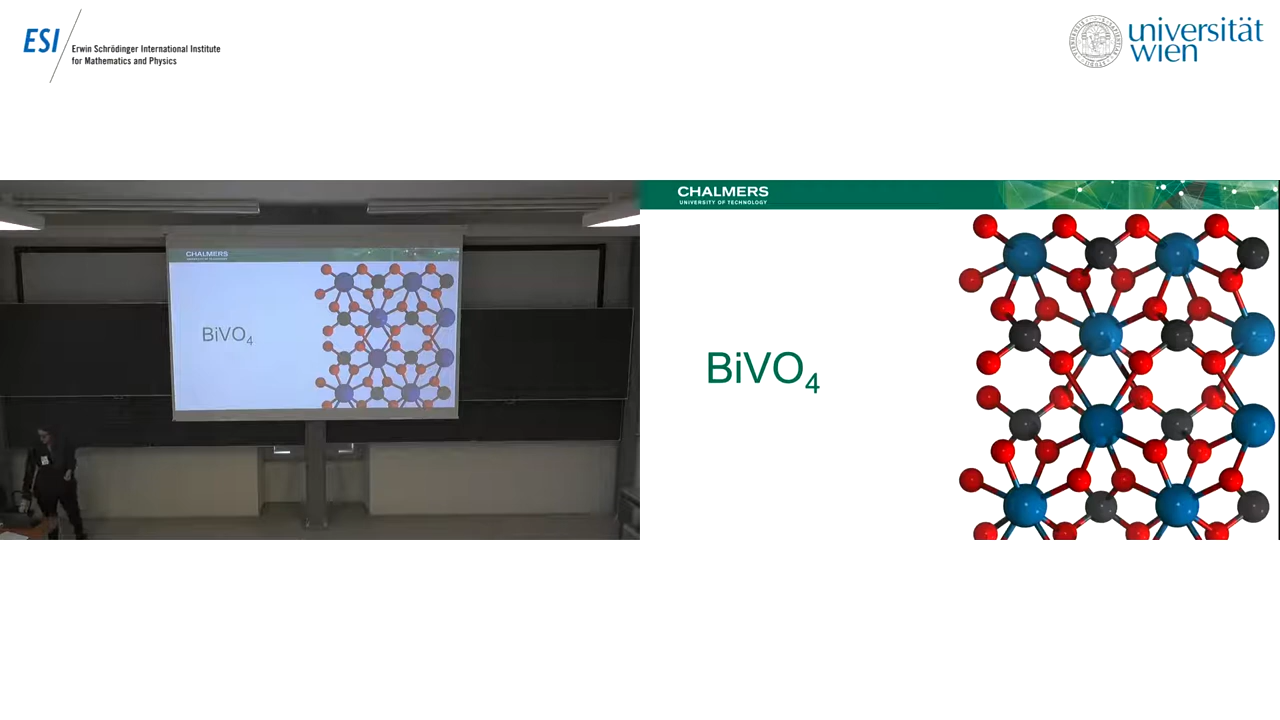 ESI
Erwin Schrödinger International Institute
for Mathematics and Physics
universität
wien
CHALMERS
BiVO4
CHALMERS
UNIVERSITY OF TECHNOLOGY
BiVO4